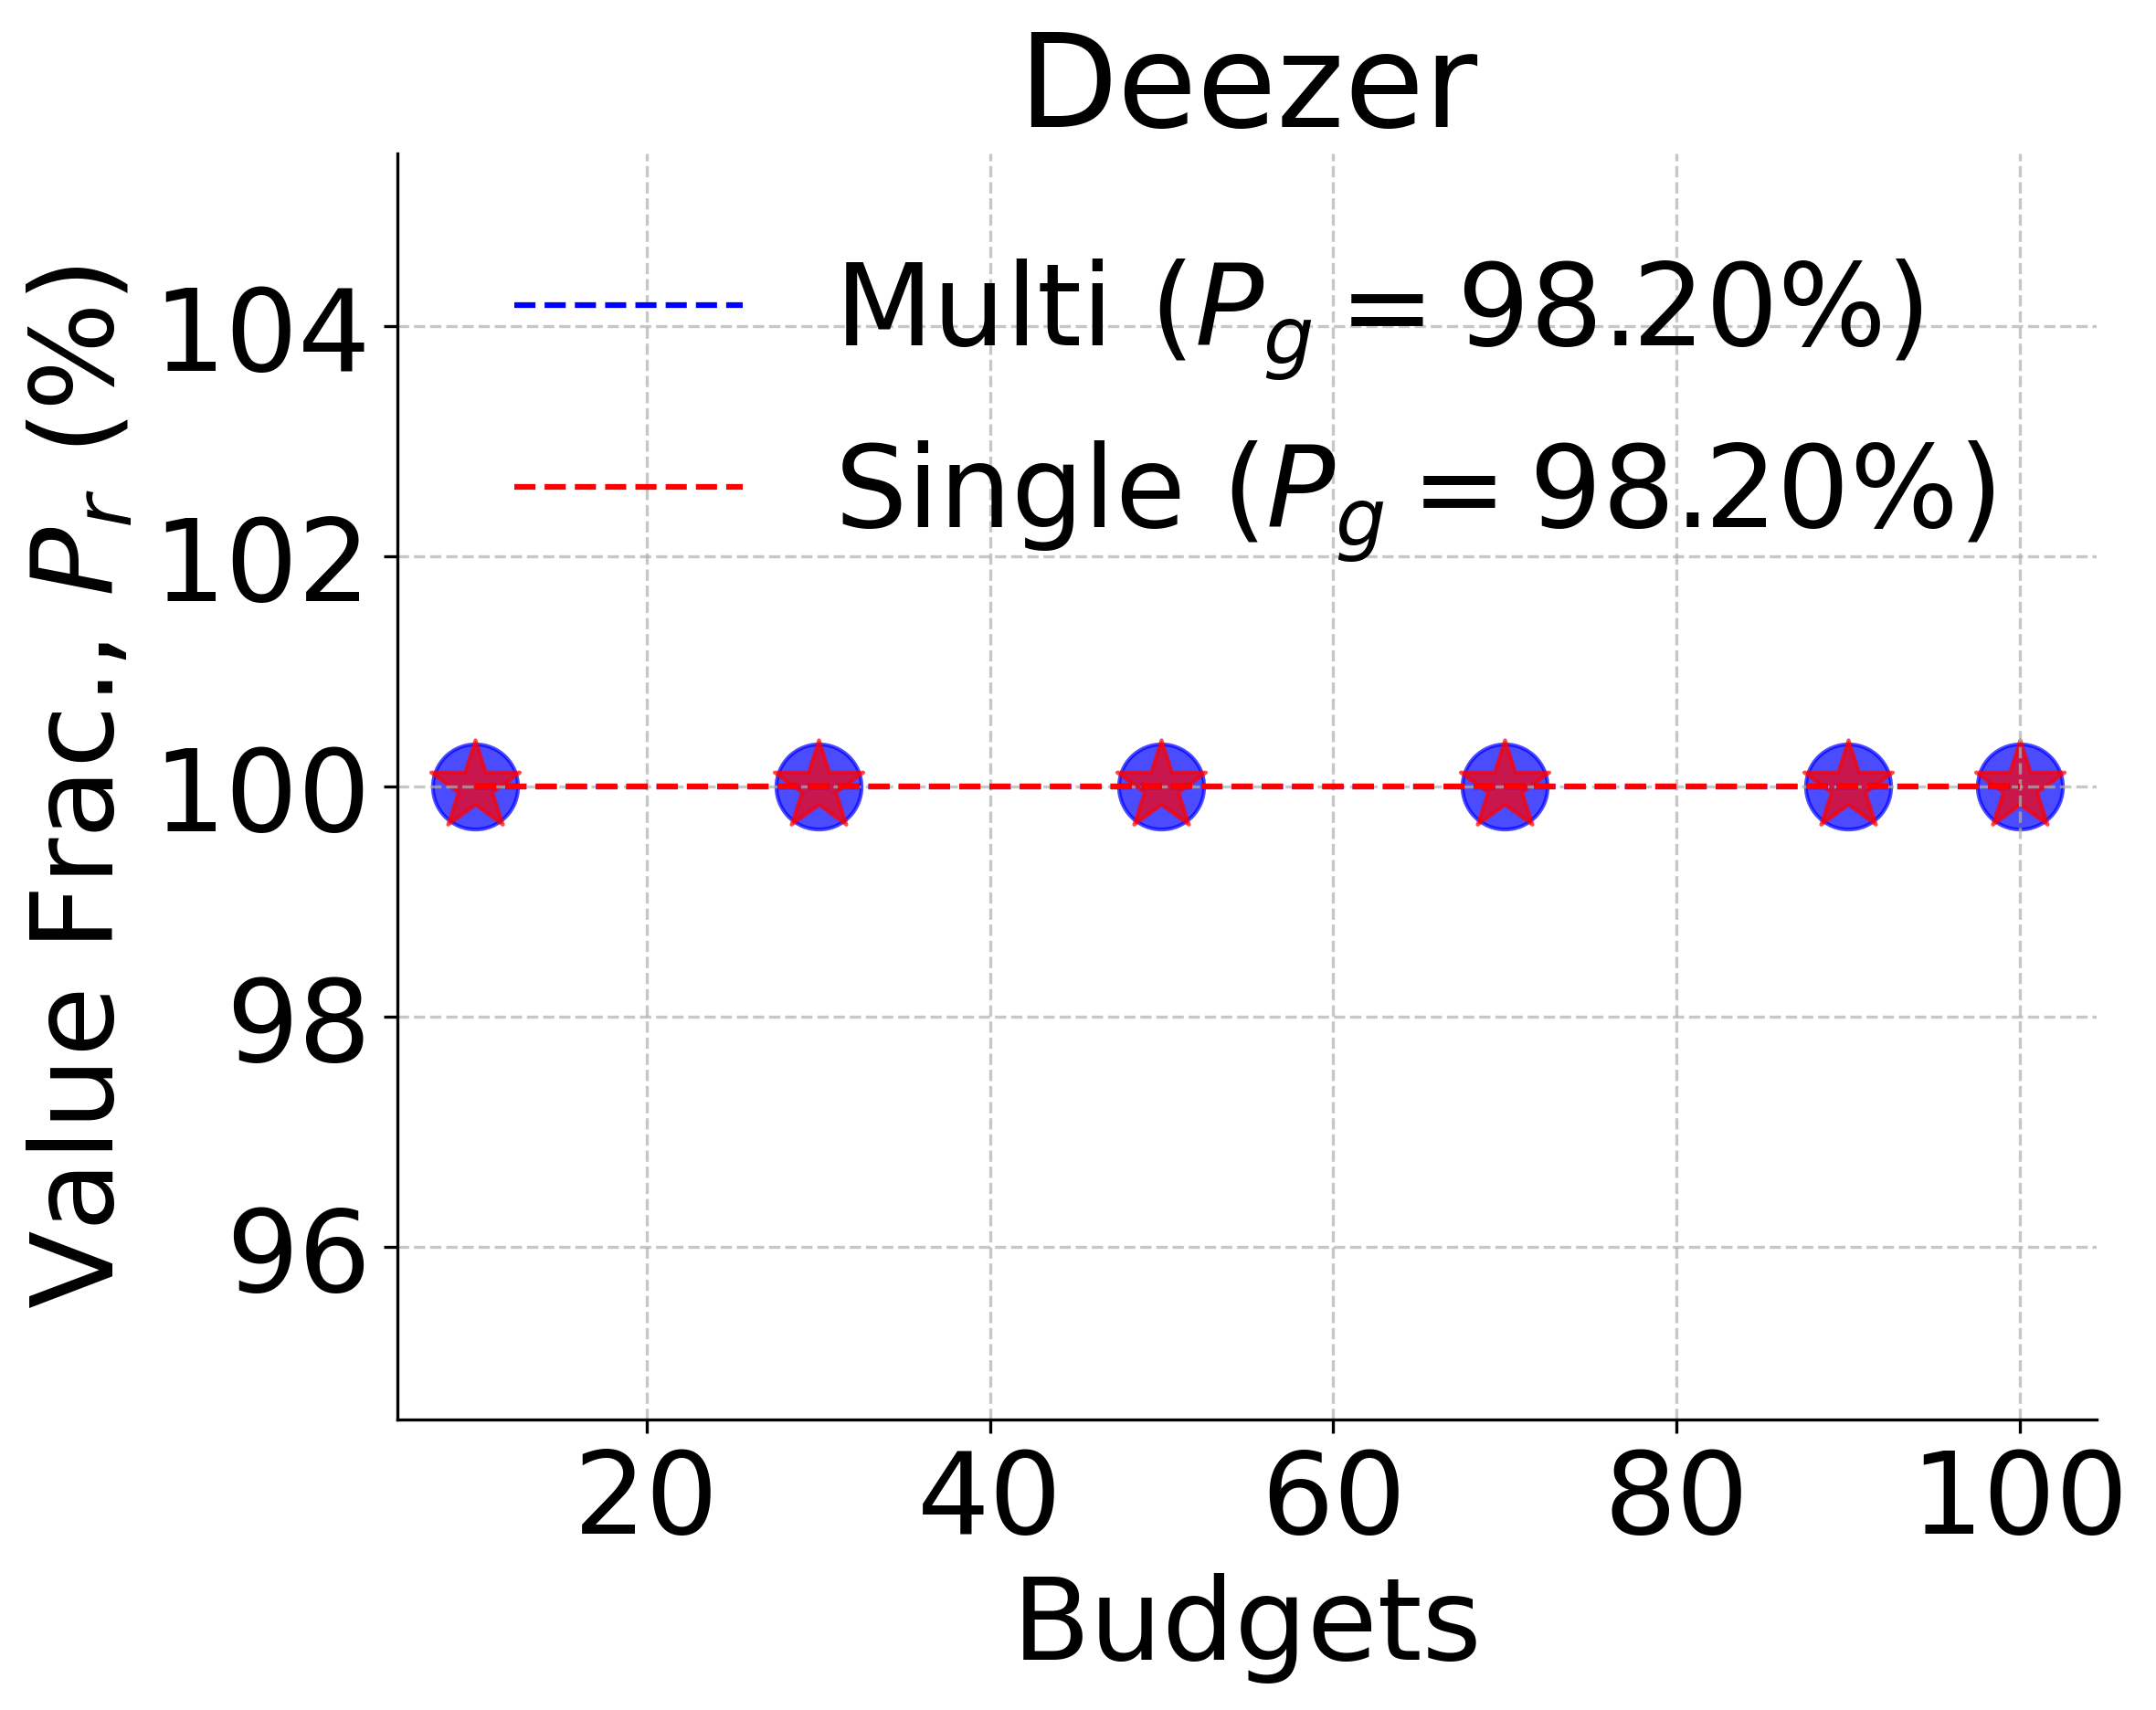 Deezer
Multi (P_g = 98.20%)
Single (P_g = 98.20%)
Value Frac., P_r (%)
104
102
100
98
96
20 40 60 80 100
Budgets